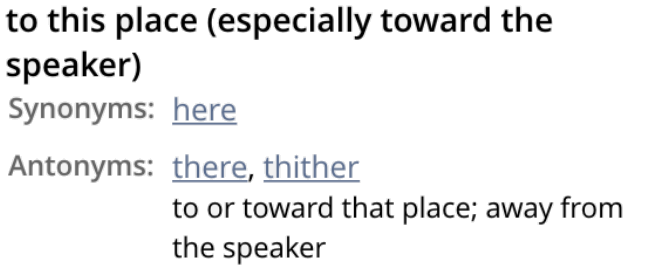 to this place (especially toward the
speaker)
Synonyms: here
Antonyms: there, thither
to or toward that place; away from
the speaker